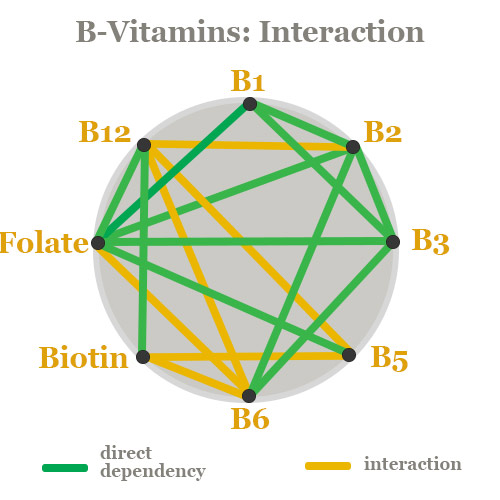 B-Vitamins: Interaction
B1
B12
B2
Folate
B3
Biotin
B5
B6
direct
dependency
interaction